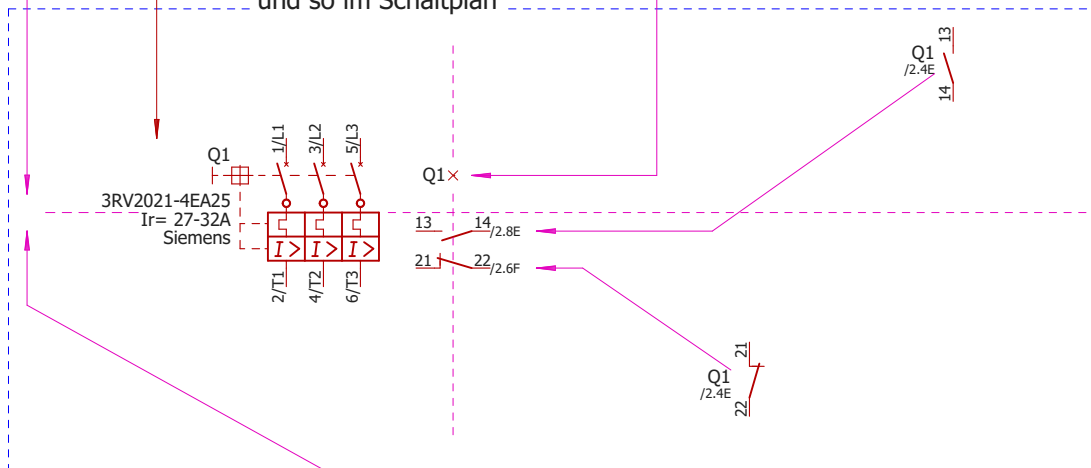 und so im Schaltplan
Q1
/2.4E
13
14
Q1
1/L1
3/L2
5/L3
3RV2021-4EA25
Ir= 27-32A
Siemens
I >
I >
I >
2/T1
4/T2
6/T3
Q1
13
14
/2.8E
21
22
/2.6F
Q1
/2.4E
21
22